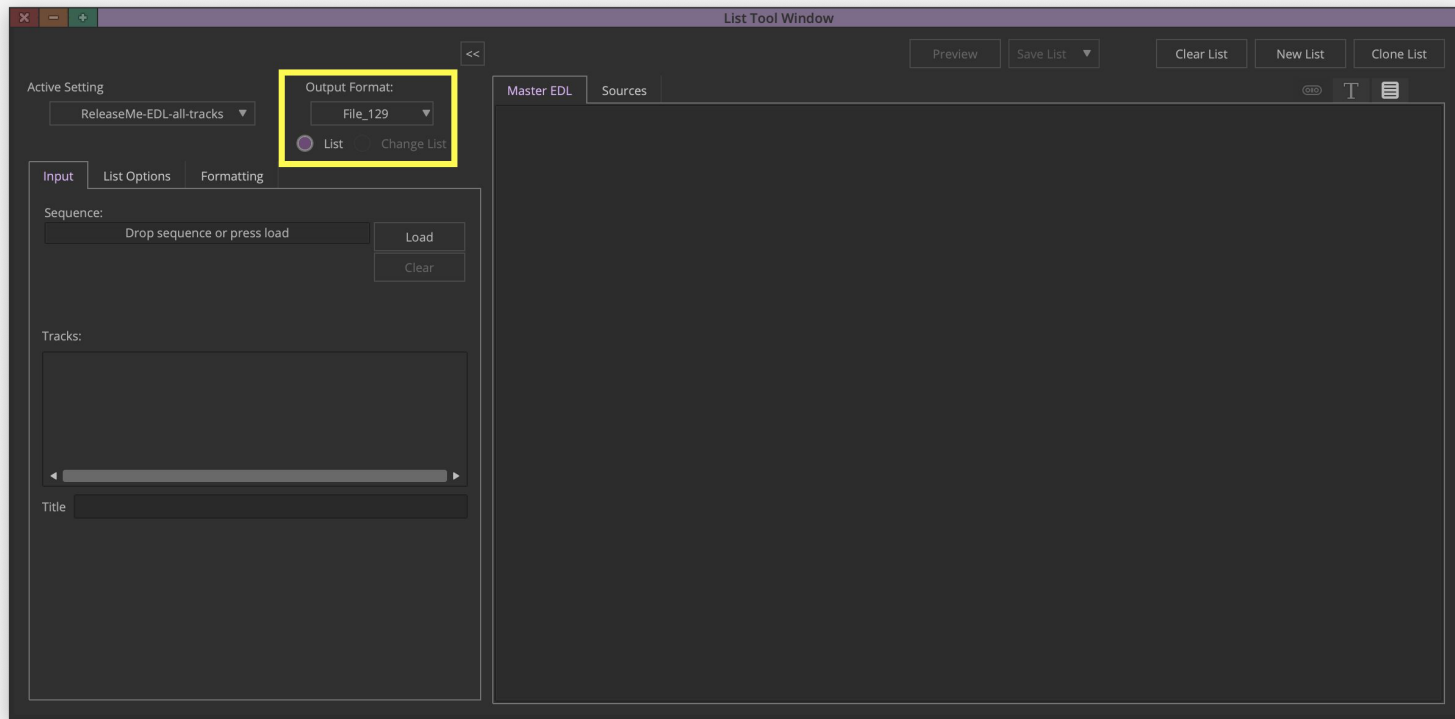 List Tool Window
<<
Preview Save List Clear List New List Clone List
Active Setting Output Format:
ReleaseMe-EDL-all-tracks File_129
List Change List
Master EDL Sources T
Input List Options Formatting
Sequence:
Drop sequence or press load Load
Clear
Tracks:
Title